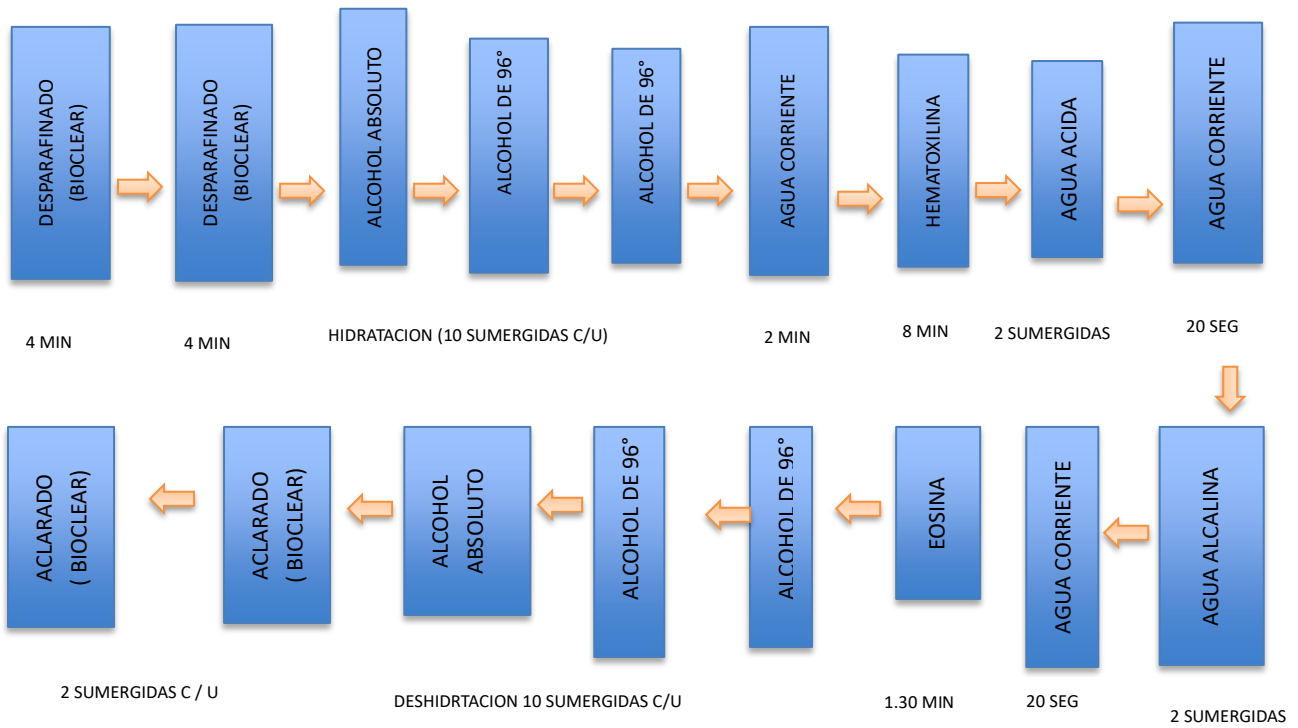 DESPARAFINADO
(BIOCLEAR)
DESPARAFINADO
(BIOCLEAR)
ALCOHOL ABSOLUTO
ALCOHOL DE 96°
ALCOHOL DE 96°
AGUA CORRIENTE
HEMATOXILINA
AGUA ACIDA
AGUA CORRIENTE
4 MIN
4 MIN
HIDRATACION (10 SUMERGIDAS C/U)
2 MIN
8 MIN
2 SUMERGIDAS
20 SEG
AGUA ALCALINA
AGUA CORRIENTE
EOSINA
ALCOHOL DE 96°
ALCOHOL DE 96°
ALCOHOL
ABSOLUTO
ACLARADO
( BIOCLEAR)
ACLARADO
( BIOCLEAR)
2 SUMERGIDAS
20 SEG
1.30 MIN
DESHIDRTACION 10 SUMERGIDAS C/U
2 SUMERGIDAS C / U